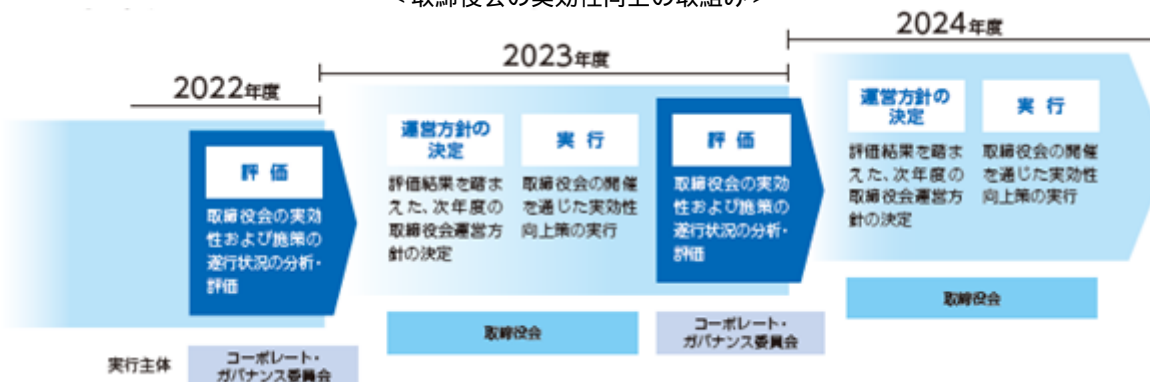 <取締役会の実効性向上の取組み>
2022年度
評価
取締役会の実効
性および施策の
遂行状況の分析・
評価
実行主体
コーポレート・
ガバナンス委員会
2023年度
運営方針の
決定
評価結果を踏ま
えた、次年度の
取締役会運営方
針の決定
実行
取締役会の開催
を通じた実効性
向上策の実行
取締役会
評価
取締役会の実効
性および施策の
遂行状況の分析・
評価
コーポレート・
ガバナンス委員会
2024年度
運営方針の
決定
評価結果を踏ま
えた、次年度の
取締役会運営方
針の決定
実行
取締役会の開催
を通じた実効性
向上策の実行
取締役会